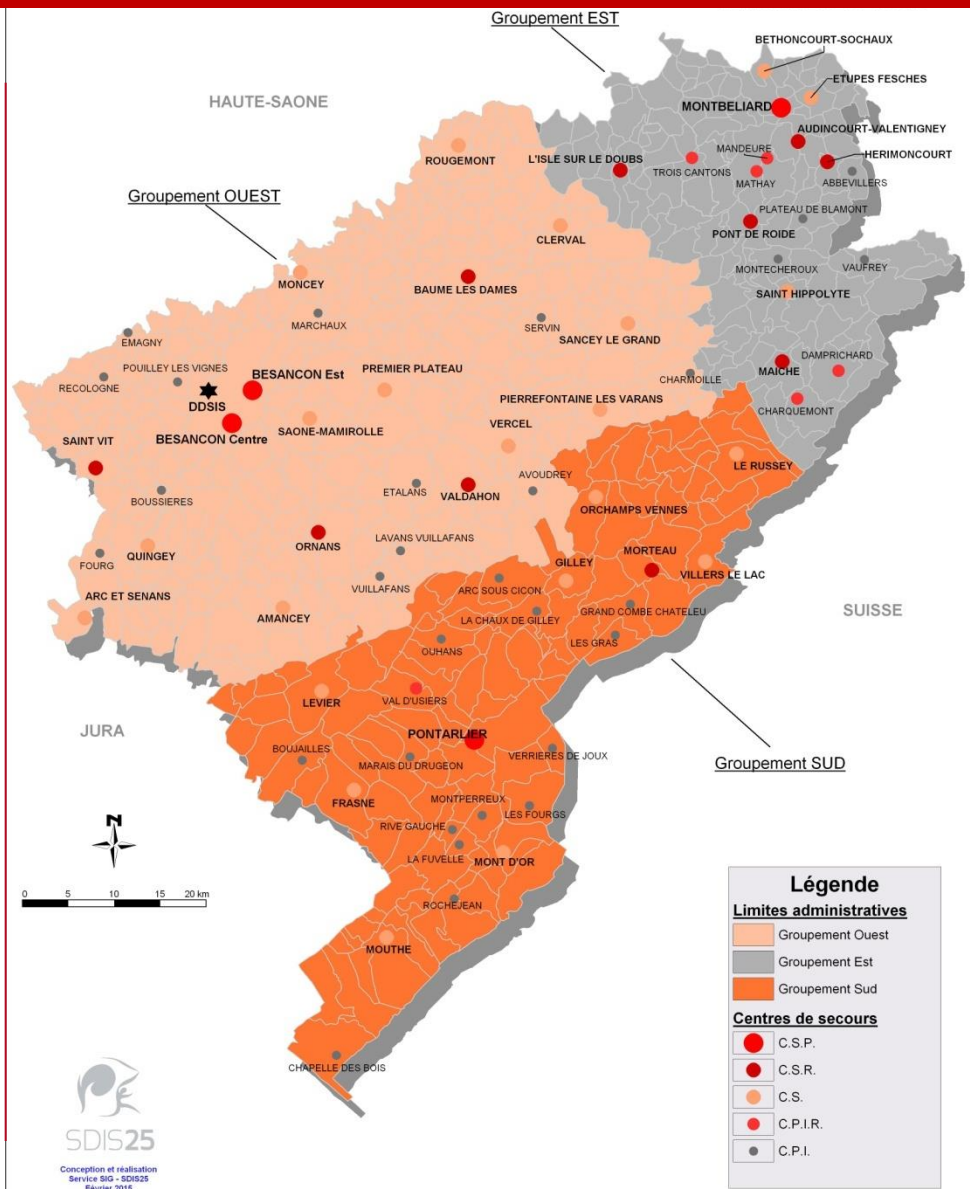 Groupement EST
BETHONCOURT-SOCHAUX
ETUPES FESCHES
HAUTE-SAONE
MONTBELIARD
AUDINCOURT-VALENTIGNEY
ROUGEMONT
L'ISLE SUR LE DOUBS
MANDEURE
HERIMONCOURT
TROIS CANTONS
MATHAY
ABBEVILLERS
Groupement OUEST
PLATEAU DE BLAMONT
PONT DE ROIDE
CLERVAL
MONTECHEROUX
VAUFREY
MONCEY
BAUME LES DAMES
SAINT HIPPOLYTE
MARCHAUX
SERVIN
SANCEY LE GRAND
EMAGNY
POUILLEY LES VIGNES
DAMPRICHARD
RECOLOGNE
BESANCON Est
PREMIER PLATEAU
CHARMOILLE
MAICHE
DDSIS
PIERREFONTAINE LES VARANS
CHARQUEMONT
BESANCON Centre
SAONE-MAMIROLLE
VERCEL
SAINT VIT
LE RUSSEY
AVOUDREY
BOUSSIERES
ETALANS
VALDAHON
ORCHAMPS VENNES
ORNANS
LAVANS VUILLAFANS
QUINGEY
FOURG
GILLEY
MORTEAU
VILLERS LE LAC
VUILLAFANS
ARC SOUS CICON
ARC ET SENANS
AMANCEY
LA CHAUX DE GILLEY
GRAND COMBE CHATELEU
SUISSE
OUHANS
LES GRAS
LEVIER
VAL D'USIERS
JURA
PONTARLIER
BOUJAILLES
MARAIS DU DRUGEON
VERRIERES DE JOUX
Groupement SUD
FRASNE
MONTPERREUX
LES FOURGS
RIVE GAUCHE
N
LA FUVELLE
MONT D'OR
0 5 10 15 20 km
ROCHEJEAN
MOUTHE
CHAPELLE DES BOIS
Légende
Limites administratives
Groupement Ouest
Groupement Est
Groupement Sud
Centres de secours
C.S.P.
C.S.R.
C.S.
C.P.I.R.
C.P.I.
SDIS25
Conception et réalisation
Service SIG - SDIS25
Février 2015